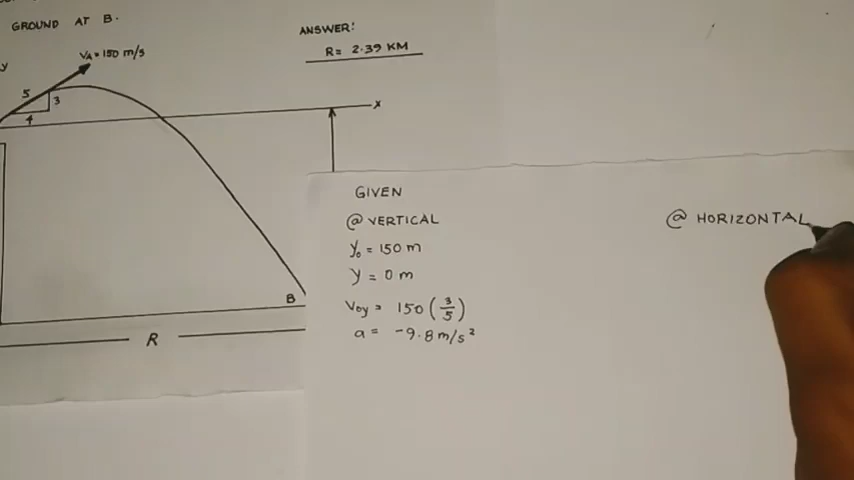 GROUND AT B.
ANSWER:
R = 2.39 KM
y
VA = 150 m/s
5
3
4
x
B
R
GIVEN
@ VERTICAL
y₀ = 150 m
y = 0 m
V₀y = 150 (3/5)
a = -9.8 m/s²
@ HORIZONTAL